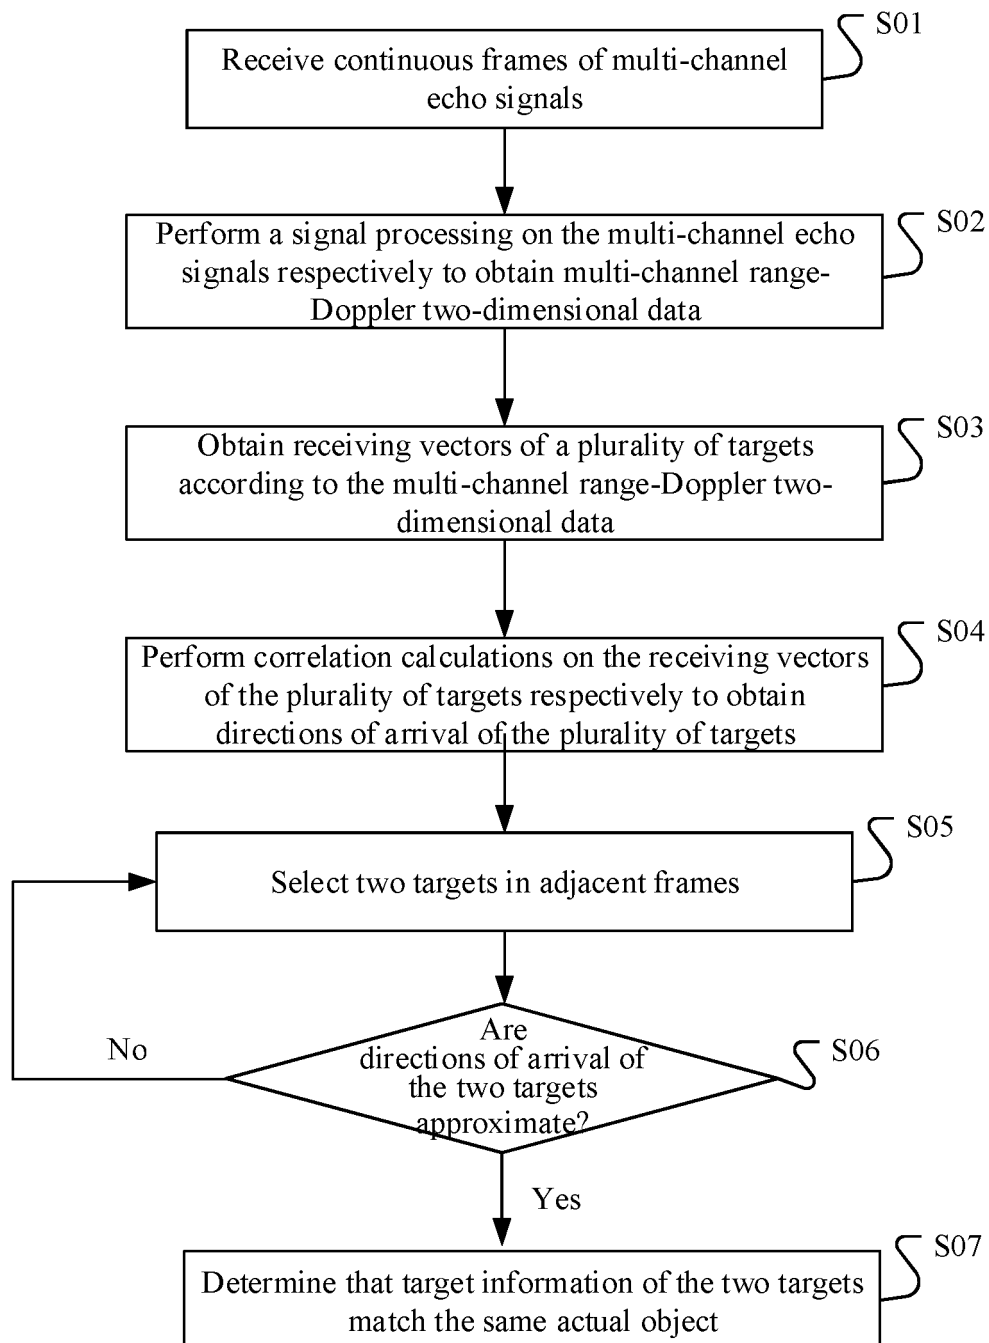 S01
Receive continuous frames of multi-channel
echo signals
S02
Perform a signal processing on the multi-channel echo
signals respectively to obtain multi-channel range-
Doppler two-dimensional data
S03
Obtain receiving vectors of a plurality of targets
according to the multi-channel range-Doppler two-
dimensional data
S04
Perform correlation calculations on the receiving vectors
of the plurality of targets respectively to obtain
directions of arrival of the plurality of targets
S05
Select two targets in adjacent frames
No
Are
directions of arrival of
the two targets
approximate?
S06
Yes
S07
Determine that target information of the two targets
match the same actual object